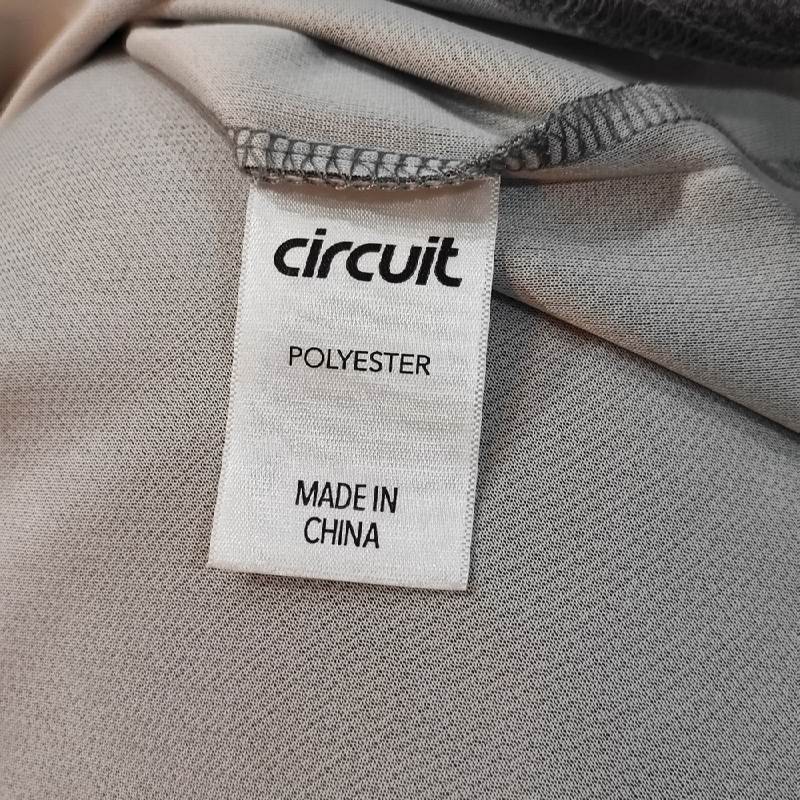 circuit
POLYESTER
MADE IN
CHINA